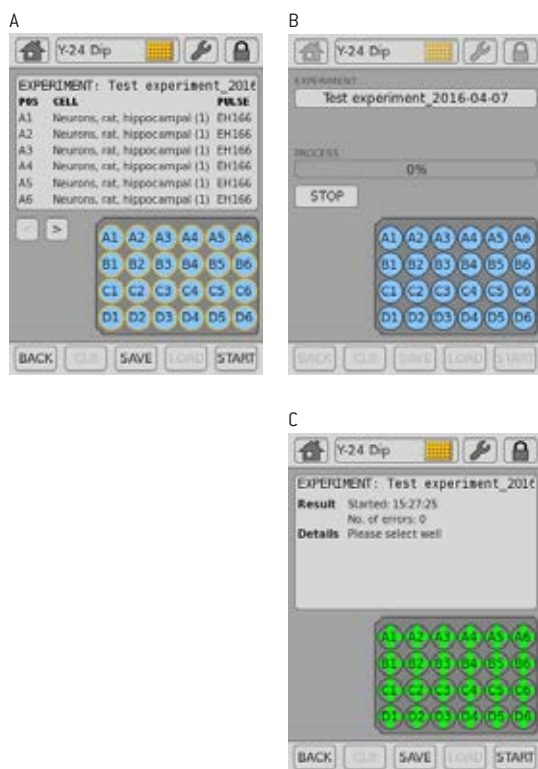 A
Y-24 Dip
EXPERIMENT: Test experiment_2016
POS CELL PULSE
A1 Neurons, rat, hippocampal (1) EH166
A2 Neurons, rat, hippocampal (1) EH166
A3 Neurons, rat, hippocampal (1) EH166
A4 Neurons, rat, hippocampal (1) EH166
A5 Neurons, rat, hippocampal (1) EH166
A6 Neurons, rat, hippocampal (1) EH166
< >
A1 A2 A3 A4 A5 A6
B1 B2 B3 B4 B5 B6
C1 C2 C3 C4 C5 C6
D1 D2 D3 D4 D5 D6
BACK CLR SAVE LOAD START
B
Y-24 Dip
EXPERIMENT
Test experiment_2016-04-07
PROCESS
0%
STOP
A1 A2 A3 A4 A5 A6
B1 B2 B3 B4 B5 B6
C1 C2 C3 C4 C5 C6
D1 D2 D3 D4 D5 D6
BACK CLR SAVE LOAD START
C
Y-24 Dip
EXPERIMENT: Test experiment_2016
Result Started: 15:27:25
No. of errors: 0
Details Please select well
A1 A2 A3 A4 A5 A6
B1 B2 B3 B4 B5 B6
C1 C2 C3 C4 C5 C6
D1 D2 D3 D4 D5 D6
BACK CLR SAVE LOAD START